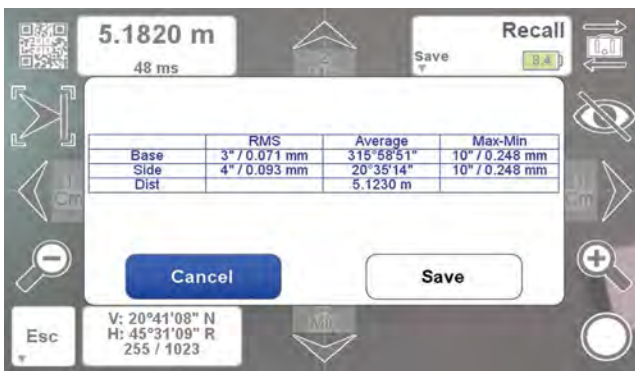 5.1820 m
48 ms
Recall
Save
8.4
RMS Average Max-Min
Base 3"/0.071 mm 315°58'51" 10"/0.248 mm
Side 4"/0.093 mm 20°35'14" 10"/0.248 mm
Dist 5.1230 m
Cm
Cm
Cancel Save
Esc
V: 20°41'08" N
H: 45°31'09" R
255 / 1023